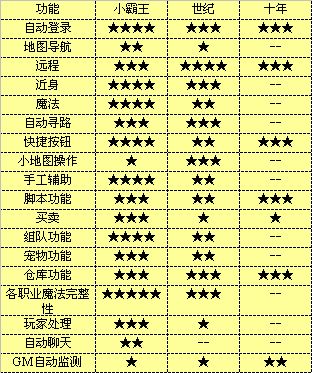 功能 小霸王 世纪 十年
自动登录 ★★★★ ★★★ ★★★
地图导航 ★★ ★ --
远程 ★★★ ★★★★ ★★★
近身 ★★★★ ★★★ --
魔法 ★★★★ ★★ --
自动寻路 ★★★ ★★★ --
快捷按钮 ★★★★ ★★ ★★★
小地图操作 ★ ★★★ --
手工辅助 ★★★★ ★★ --
脚本功能 ★★★ ★★ ★★★
买卖 ★★★ ★ ★
组队功能 ★★★★ ★★ --
宠物功能 ★★★ ★★ --
仓库功能 ★★★ ★★★ ★★★
各职业魔法完整
性 ★★★★★ ★★★ --
玩家处理 ★★★ ★ --
自动聊天 ★★ -- --
GM自动监测 ★ ★ ★★